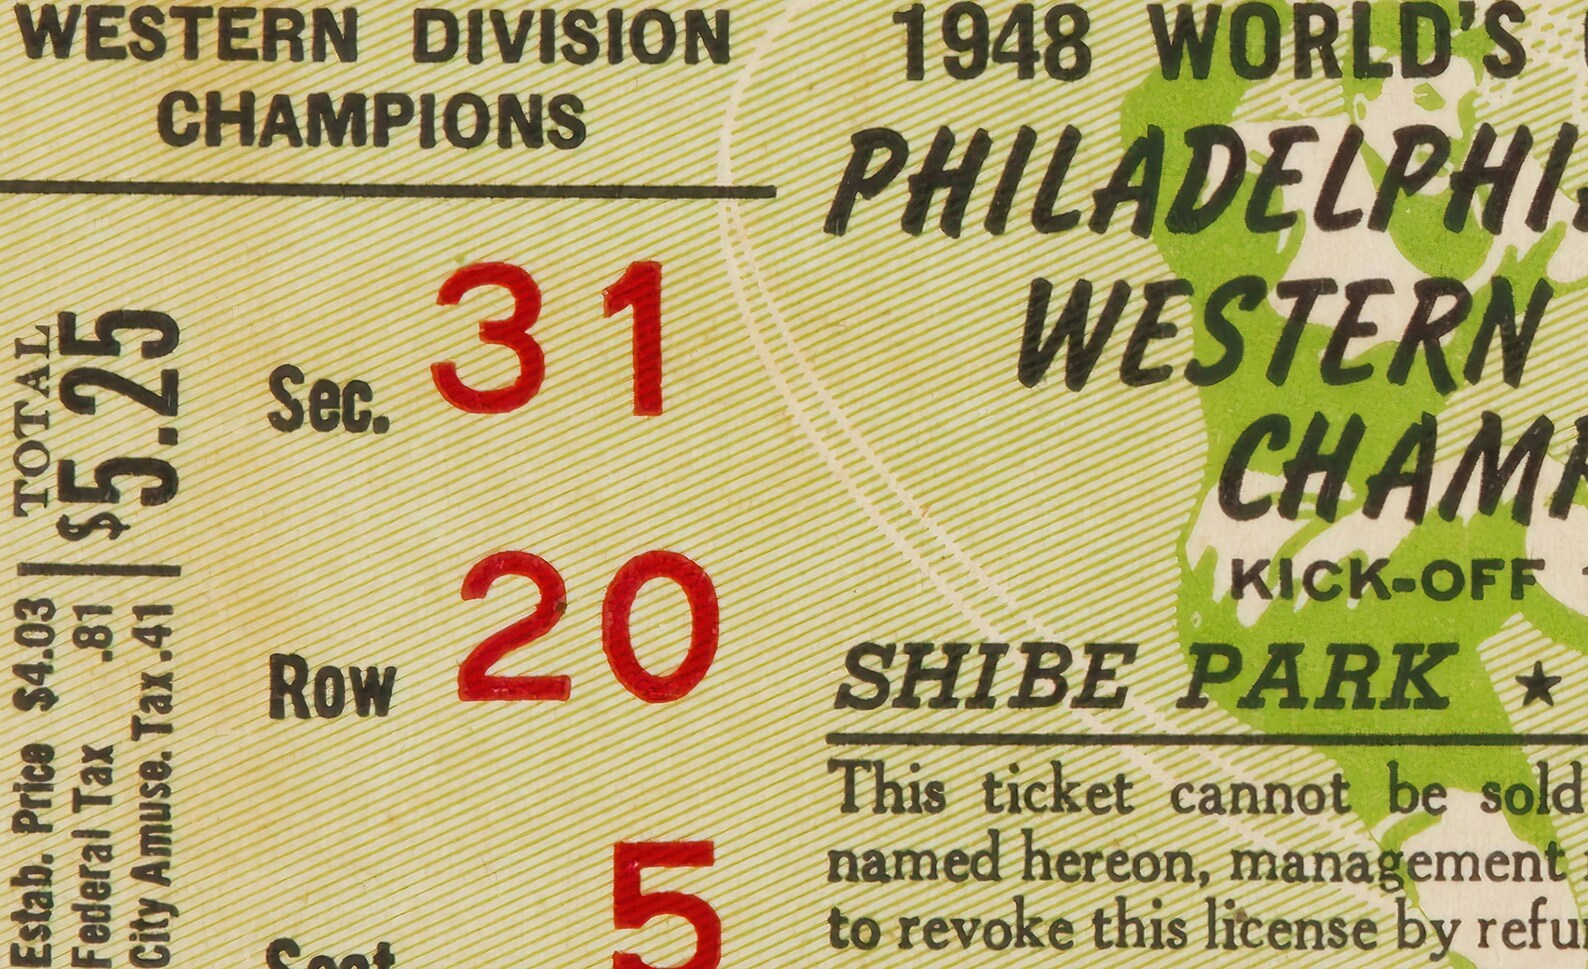 WESTERN DIVISION
CHAMPIONS
TOTAL
$5.25
Estab. Price $4.03
Federal Tax .81
City Amuse. Tax .41
Sec. 31
Row 20
Seat 5
1948 WORLD'S
PHILADELPHI
WESTERN
CHAMP
KICK-OFF
SHIBE PARK ★
This ticket cannot be sold
named hereon, management
to revoke this license by refu